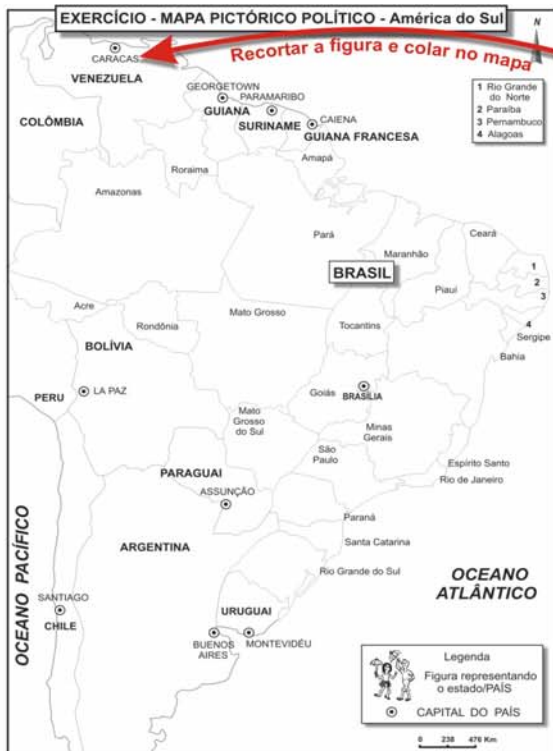 EXERCÍCIO - MAPA PICTÓRICO POLÍTICO - América do Sul
Recortar a figura e colar no mapa
N
CARACAS
VENEZUELA
GEORGETOWN
PARAMARIBO
GUIANA
SURINAME
CAIENA
GUIANA FRANCESA
COLÔMBIA
1 Rio Grande
do Norte
2 Paraíba
3 Pernambuco
4 Alagoas
Roraima
Amapá
Amazonas
Pará
Maranhão
Ceará
BRASIL
Piauí
1
2
3
4
Sergipe
Bahia
Acre
Rondônia
Mato Grosso
Tocantins
BOLÍVIA
PERU
LA PAZ
Goiás
BRASÍLIA
Mato
Grosso
do Sul
Minas
Gerais
São
Paulo
Espírito Santo
Rio de Janeiro
PARAGUAI
ASSUNÇÃO
Paraná
Santa Catarina
ARGENTINA
Rio Grande do Sul
OCEANO PACÍFICO
OCEANO
ATLÂNTICO
SANTIAGO
CHILE
URUGUAI
BUENOS
AIRES
MONTEVIDÉU
Legenda
Figura representando
o estado/PAÍS
CAPITAL DO PAÍS
0 238 476 Km